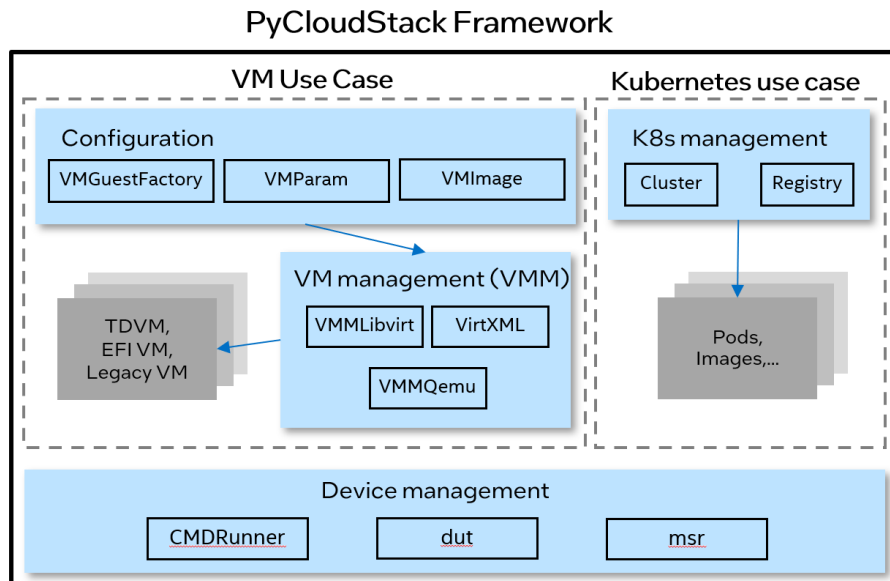 PyCloudStack Framework
VM Use Case
Kubernetes use case
Configuration
VMGuestFactory
VMParam
VMImage
K8s management
Cluster
Registry
VM management (VMM)
VMMLibvirt
VirtXML
VMMQemu
TDVM,
EFI VM,
Legacy VM
Pods,
Images,...
Device management
CMDRunner
dut
msr